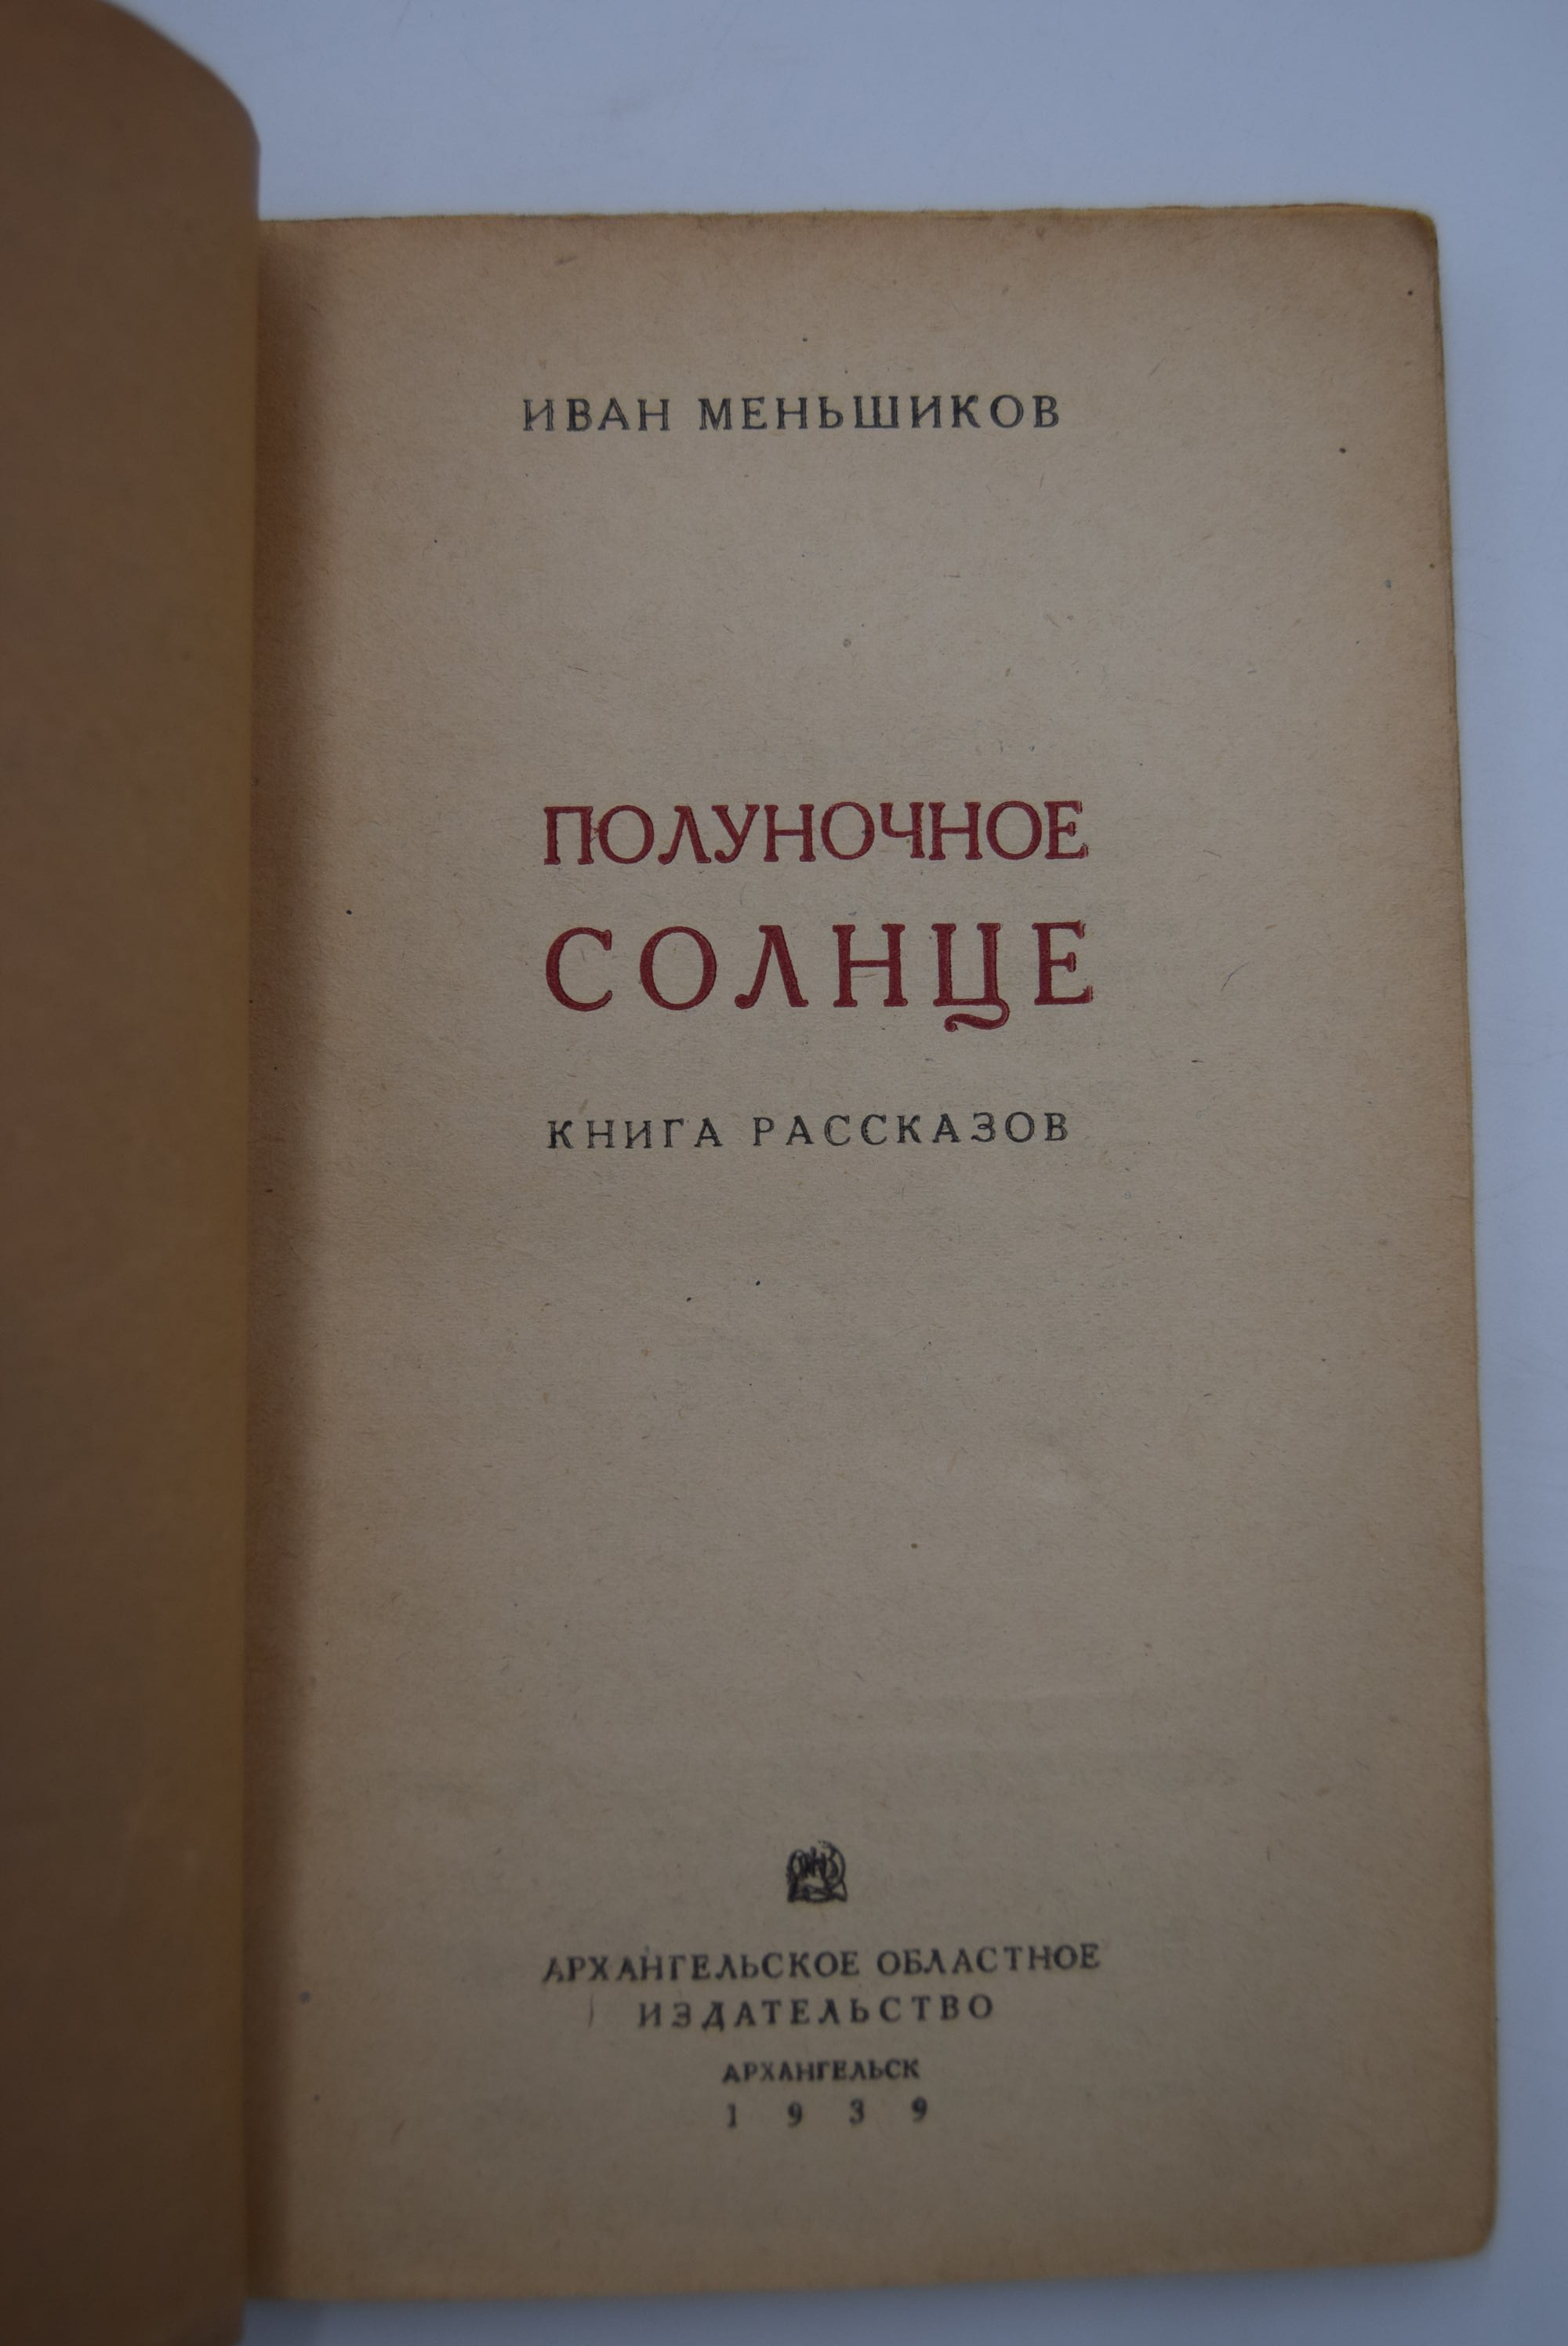 ИВАН МЕНЬШИКОВ
ПОЛУНОЧНОЕ
СОЛНЦЕ
КНИГА РАССКАЗОВ
АРХАНГЕЛЬСКОЕ ОБЛАСТНОЕ
ИЗДАТЕЛЬСТВО
АРХАНГЕЛЬСК
1939